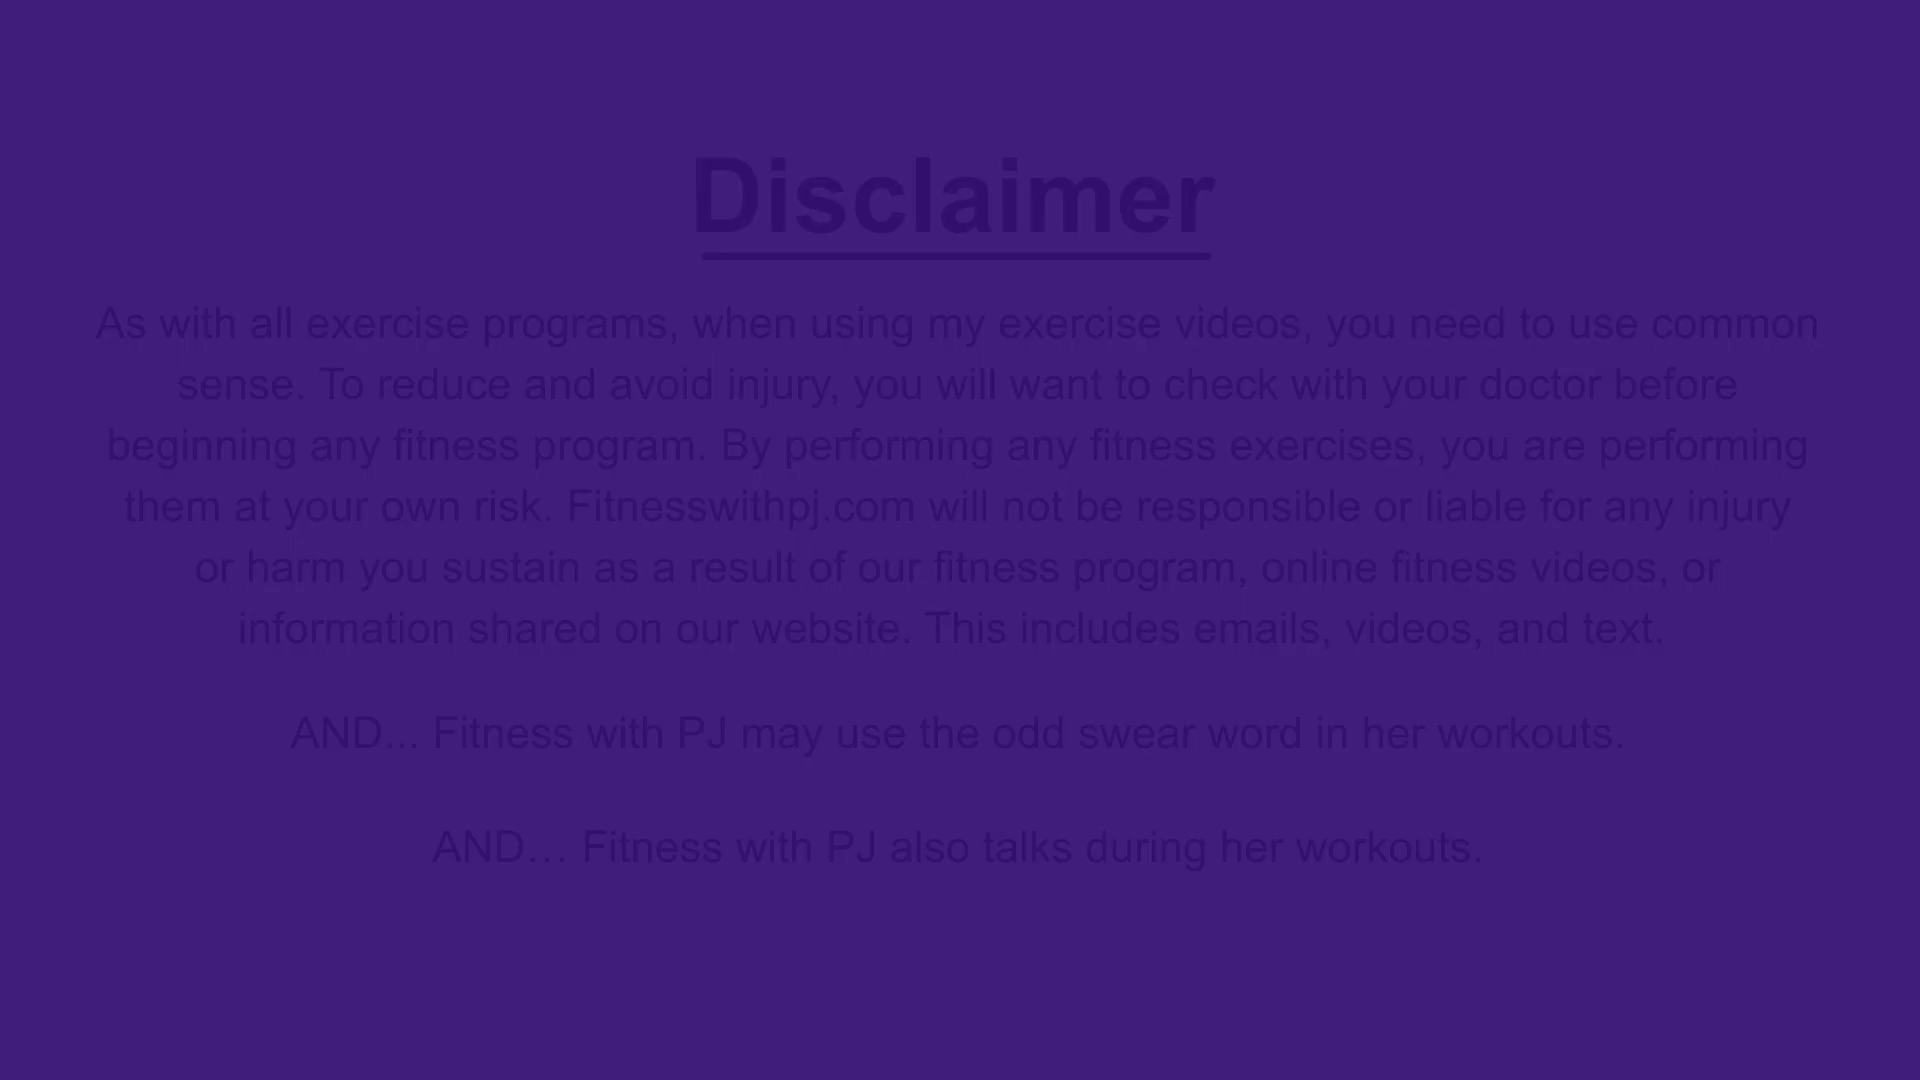 Disclaimer
As with all exercise programs, when using my exercise videos, you need to use common
sense. To reduce and avoid injury, you will want to check with your doctor before
beginning any fitness program. By performing any fitness exercises, you are performing
them at your own risk. Fitnesswithpj.com will not be responsible or liable for any injury
or harm you sustain as a result of our fitness program, online fitness videos, or
information shared on our website. This includes emails, videos, and text.
AND... Fitness with PJ may use the odd swear word in her workouts.
AND… Fitness with PJ also talks during her workouts.